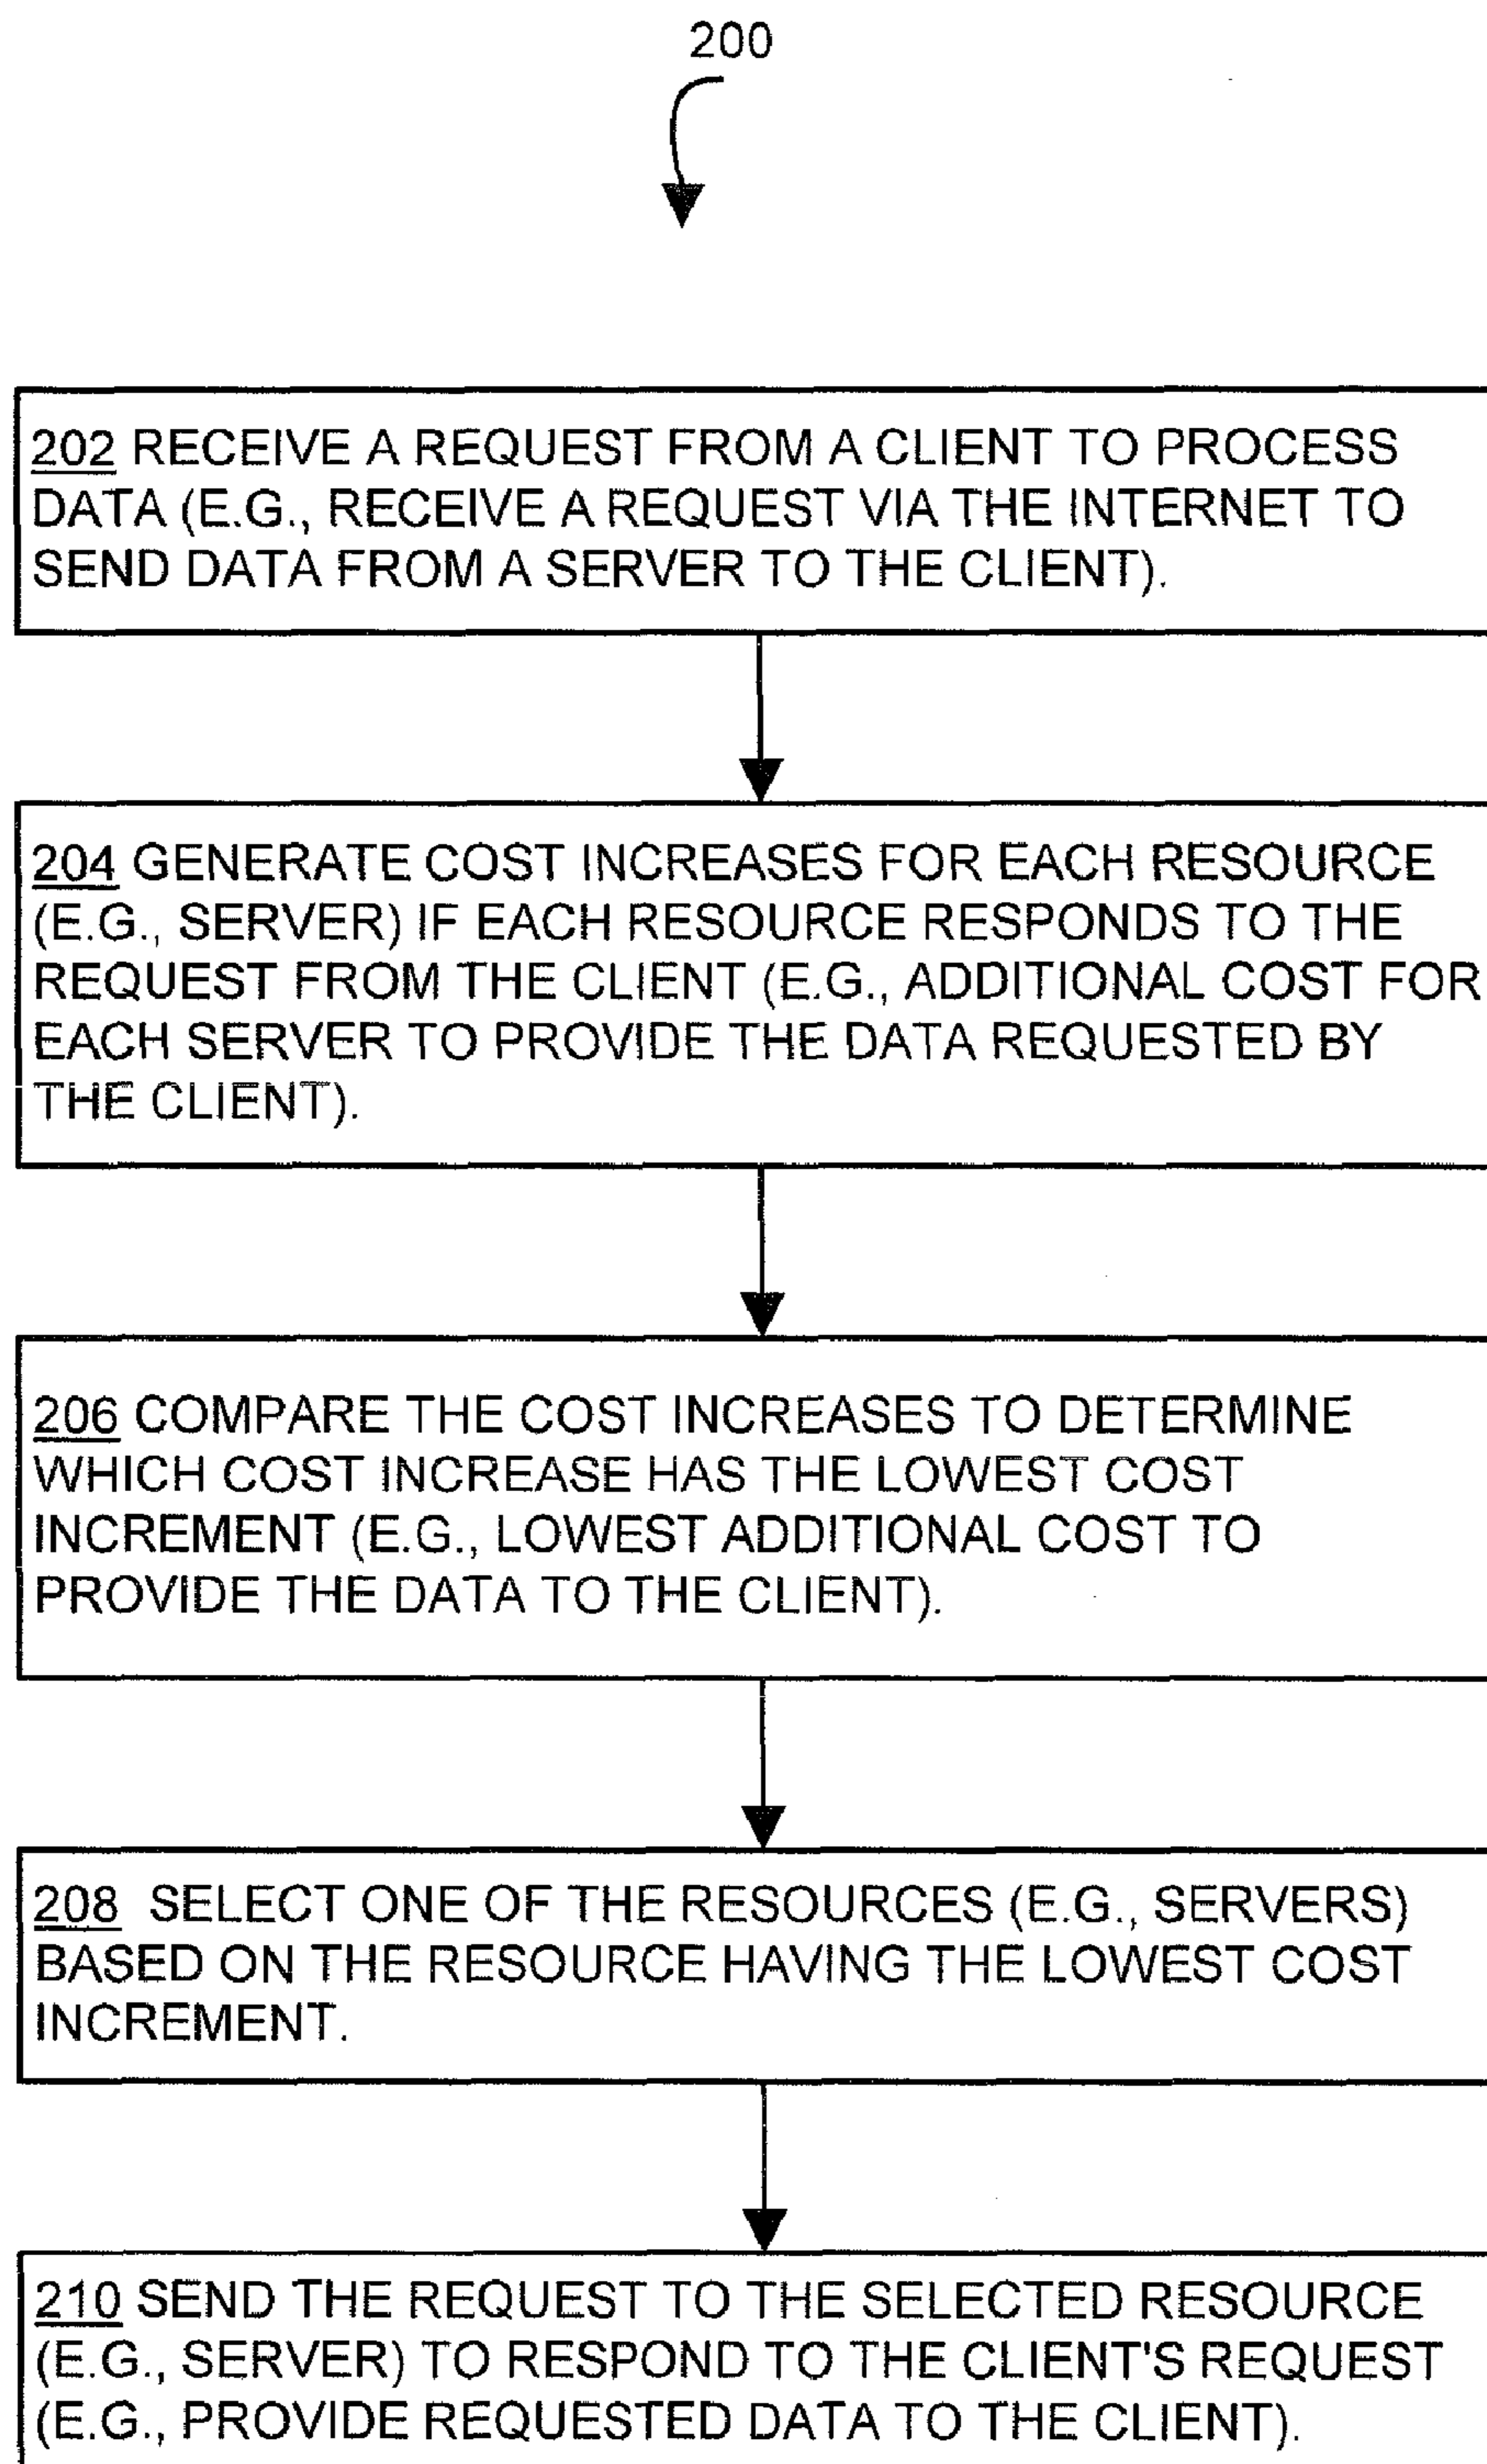 200
202 RECEIVE A REQUEST FROM A CLIENT TO PROCESS
DATA (E.G., RECEIVE A REQUEST VIA THE INTERNET TO
SEND DATA FROM A SERVER TO THE CLIENT).
204 GENERATE COST INCREASES FOR EACH RESOURCE
(E.G., SERVER) IF EACH RESOURCE RESPONDS TO THE
REQUEST FROM THE CLIENT (E.G., ADDITIONAL COST FOR
EACH SERVER TO PROVIDE THE DATA REQUESTED BY
THE CLIENT).
206 COMPARE THE COST INCREASES TO DETERMINE
WHICH COST INCREASE HAS THE LOWEST COST
INCREMENT (E.G., LOWEST ADDITIONAL COST TO
PROVIDE THE DATA TO THE CLIENT).
208 SELECT ONE OF THE RESOURCES (E.G., SERVERS)
BASED ON THE RESOURCE HAVING THE LOWEST COST
INCREMENT.
210 SEND THE REQUEST TO THE SELECTED RESOURCE
(E.G., SERVER) TO RESPOND TO THE CLIENT'S REQUEST
(E.G., PROVIDE REQUESTED DATA TO THE CLIENT).